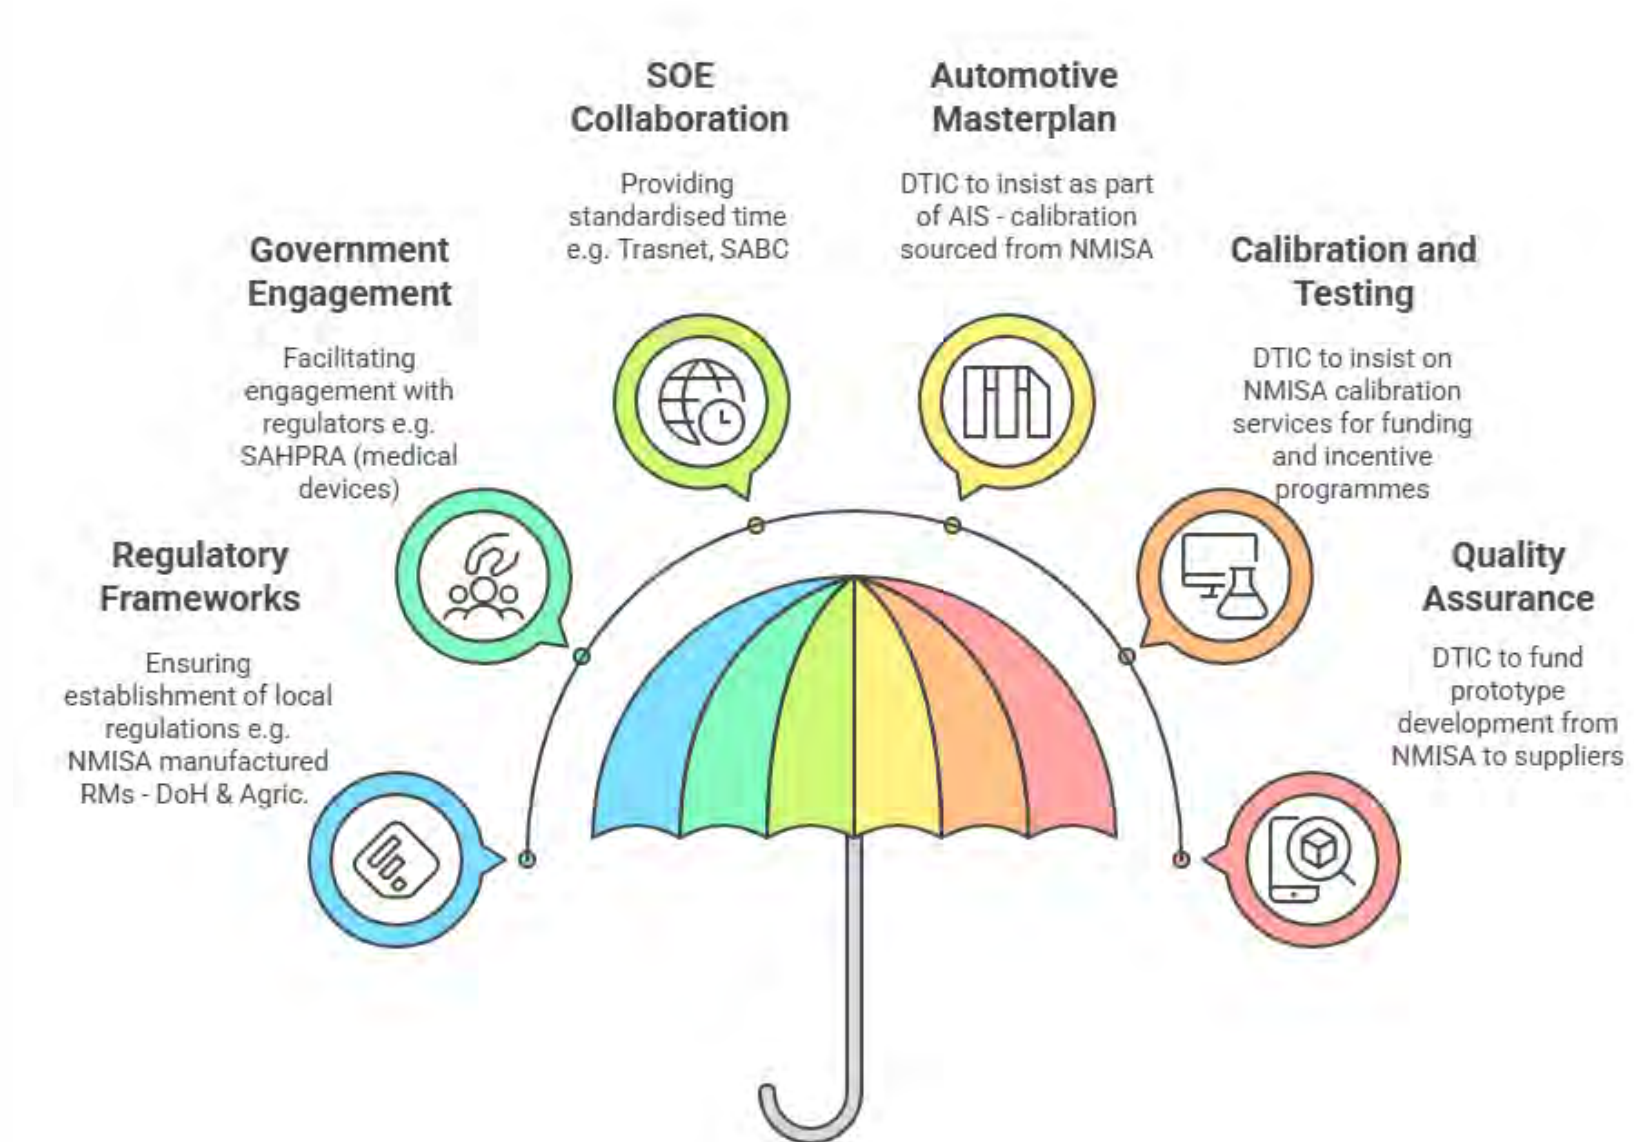 SOE
Collaboration
Providing
standardised time
e.g. Trasnet, SABC
Automotive
Masterplan
DTIC to insist as part
of AIS - calibration
sourced from NMISA
Government
Engagement
Facilitating
engagement with
regulators e.g.
SAHPRA (medical
devices)
Calibration and
Testing
DTIC to insist on
NMISA calibration
services for funding
and incentive
programmes
Regulatory
Frameworks
Ensuring
establishment of local
regulations e.g.
NMISA manufactured
RMs - DoH & Agric.
Quality
Assurance
DTIC to fund
prototype
development from
NMISA to suppliers